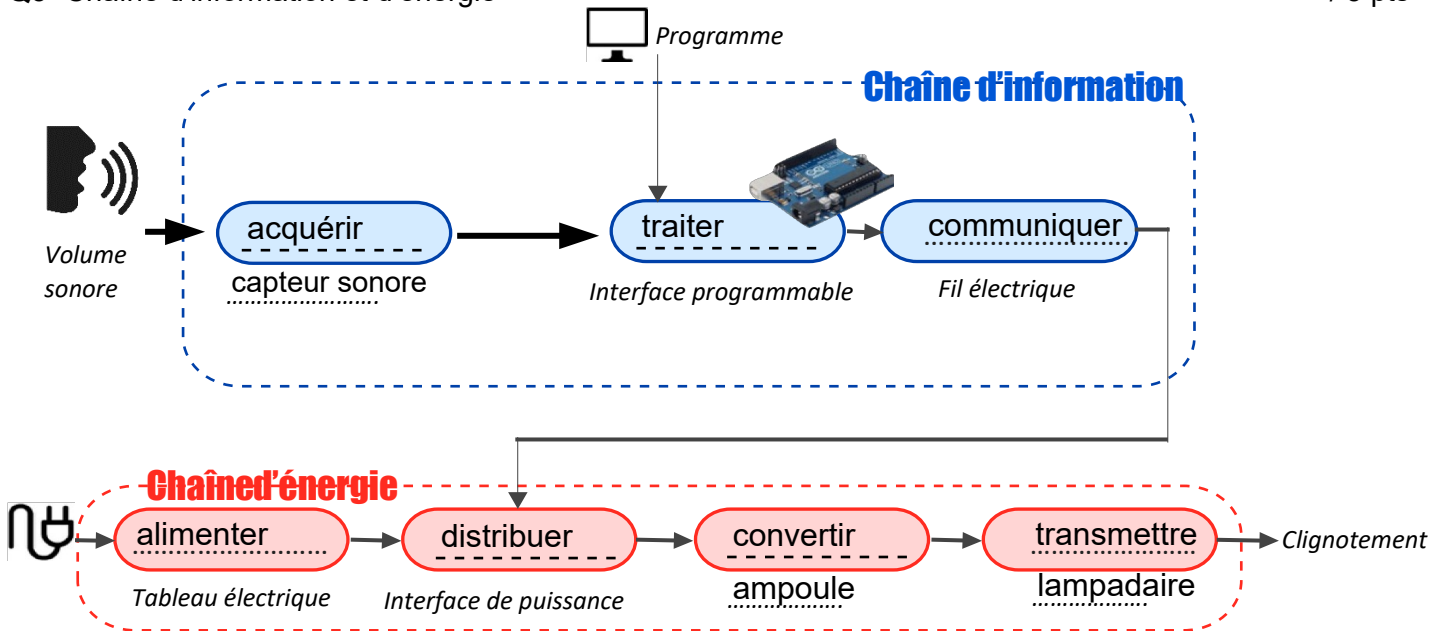 Programme
Chaîne d'information
acquérir
traiter
communiquer
Volume
sonore
capteur sonore
Interface programmable
Fil électrique
Chaîned'énergie
alimenter
distribuer
convertir
transmettre
Clignotement
Tableau électrique
Interface de puissance
ampoule
lampadaire